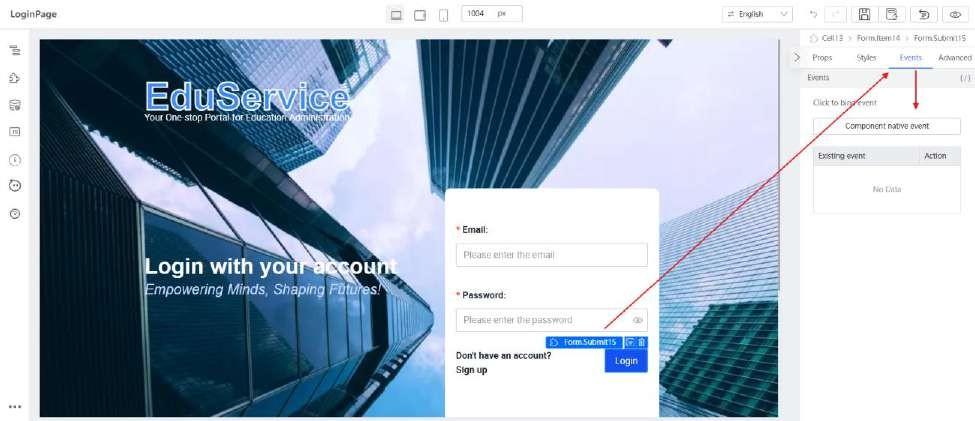 LoginPage
1034 px
English
Cell13 > Form.Item14 > Form.Submit15
Props Styles Events Advanced
Events
Click to bind event
Component native event
Existing event Action
No Data
EduService
Your One-stop Portal for Education Administration
Login with your account
Empowering Minds, Shaping Futures!
* Email:
Please enter the email
* Password:
Please enter the password
Form.Submit15
Don't have an account?
Sign up
Login